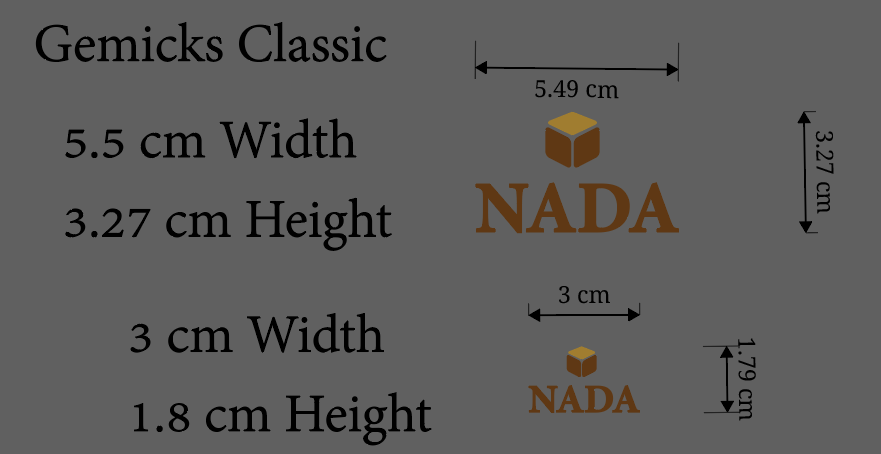 Gemicks Classic
5.49 cm
5.5 cm Width
3.27 cm
NADA
3.27 cm Height
3 cm
3 cm Width
1.79 cm
NADA
1.8 cm Height